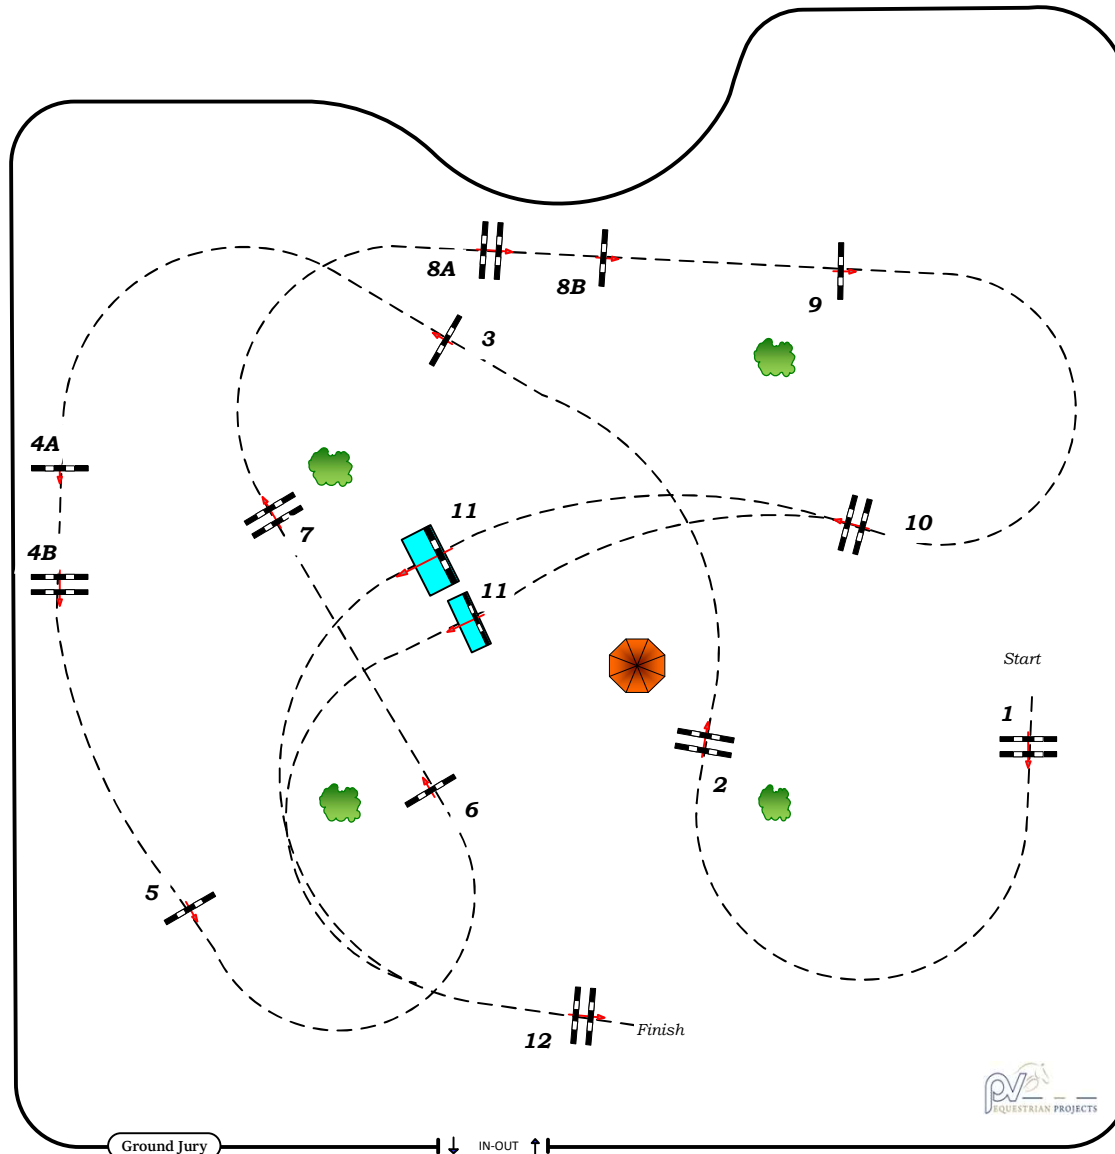 8A
8B
9
3
4A
4B
7
11
10
11
Start
1
2
6
5
12
Finish
PV
EQUESTRIAN PROJECTS
Ground Jury
IN-OUT